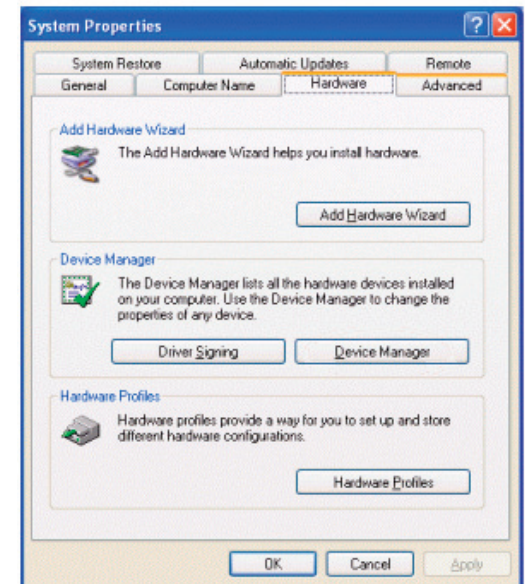 System Properties
System Restore Automatic Updates Remote
General Computer Name Hardware Advanced
Add Hardware Wizard
The Add Hardware Wizard helps you install hardware.
Add Hardware Wizard
Device Manager
The Device Manager lists all the hardware devices installed
on your computer. Use the Device Manager to change the
properties of any device.
Driver Signing Device Manager
Hardware Profiles
Hardware profiles provide a way for you to set up and store
different hardware configurations.
Hardware Profiles
OK Cancel Apply